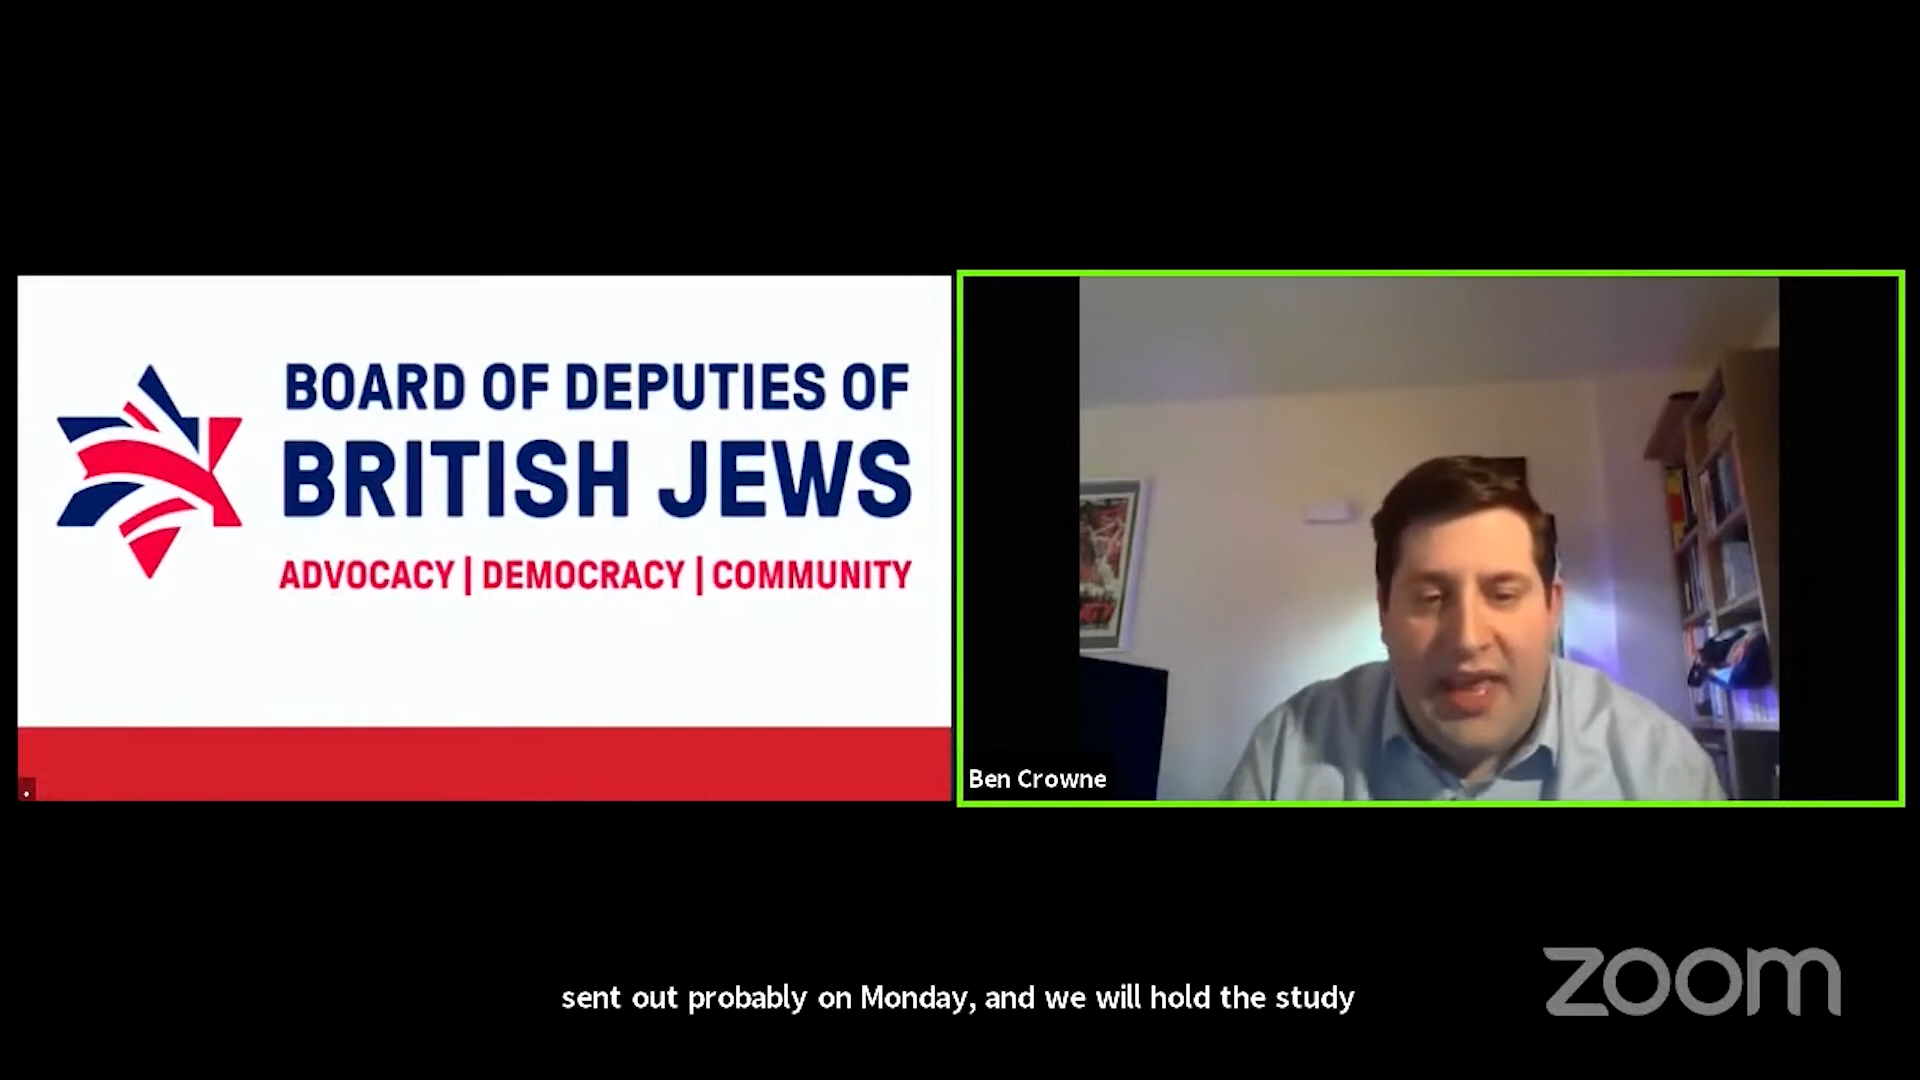 BOARD OF DEPUTIES OF
BRITISH JEWS
ADVOCACY | DEMOCRACY | COMMUNITY
Ben Crowne
sent out probably on Monday, and we will hold the study
zoom